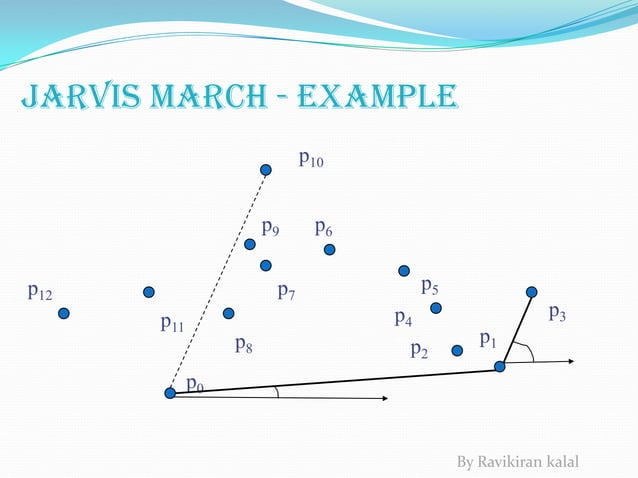 JARVIS MARCH - EXAMPLE
p10
p9 p6
p12 p7 p5
p11 p4 p3
p8 p2 p1
p0
By Ravikiran kalal